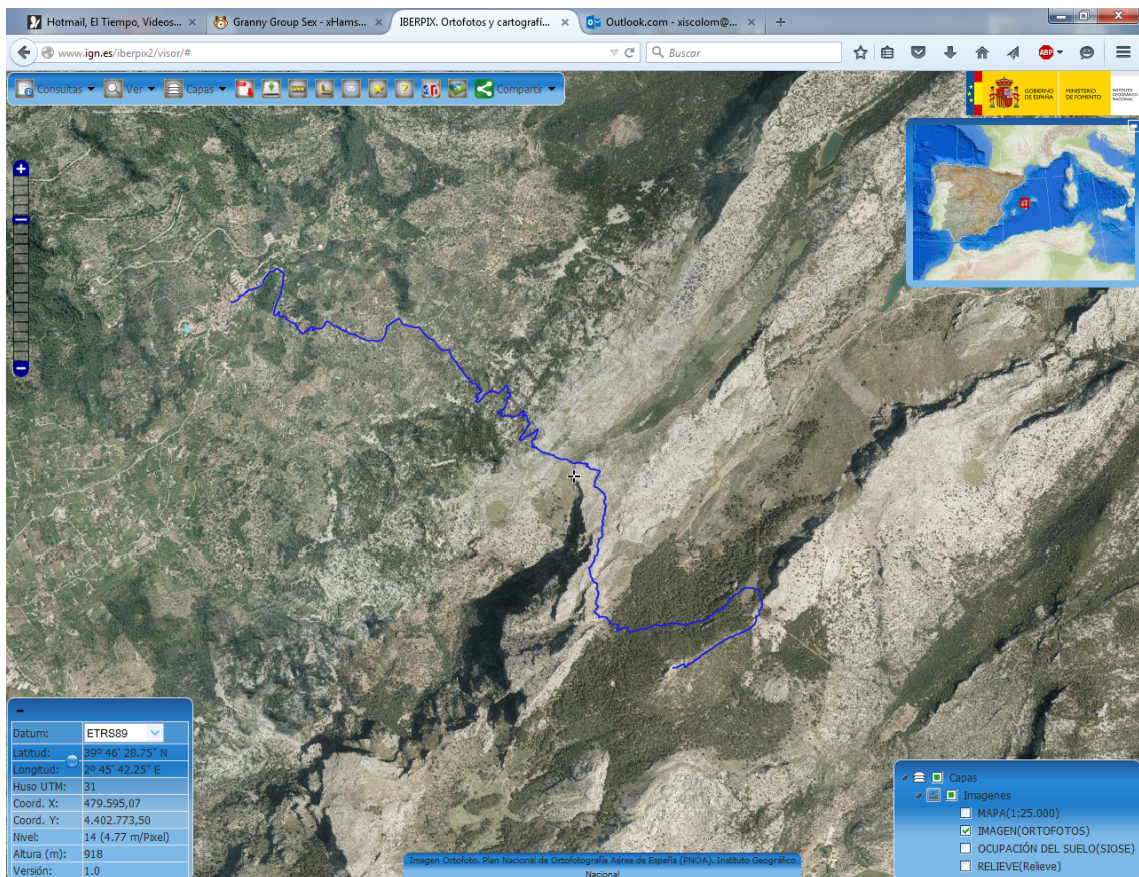 Hotmail, El Tiempo, Videos...
Granny Group Sex - xHams...
IBERPIX. Ortofotos y cartografí...
Outlook.com - xiscolom@...
www.ign.es/iberpix2/visor/#
Buscar
ABP
Consultas
Ver
Capas
Compartir
GOBIERNO DE ESPAÑA
MINISTERIO DE FOMENTO
INSTITUTO GEOGRÁFICO NACIONAL
Datum: ETRS89
Latitud: 39º 46' 28.75" N
Longitud: 2º 45' 42.25" E
Huso UTM: 31
Coord. X: 479.595,07
Coord. Y: 4.402.773,50
Nivel: 14 (4.77 m/Pixel)
Altura (m): 918
Versión: 1.0
Imagen Ortofoto. Plan Nacional de Ortofotografía Aérea de España (PNOA). Instituto Geográfico
Nacional
Capas
Imagenes
MAPA(1:25.000)
IMAGEN(ORTOFOTOS)
OCUPACIÓN DEL SUELO(SIOSE)
RELIEVE(Relieve)